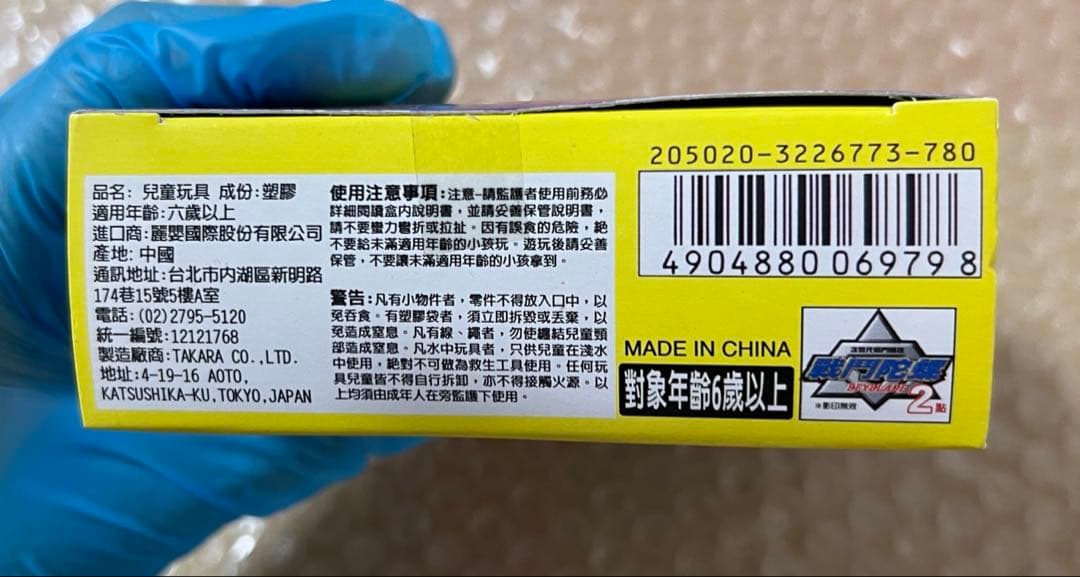 品名: 兒童玩具 成份:塑膠
適用年齡:六歲以上
進口商:麗嬰國際股份有限公司
產地: 中國
通訊地址:台北市內湖區新明路
174巷15號5樓A室
電話:(02)2795-5120
統一編號:12121768
製造廠商:TAKARA CO.,LTD.
地址:4-19-16 AOTO,
KATSUSHIKA-KU,TOKYO,JAPAN
使用注意事項:注意-請監護者使用前務必
詳細閱讀盒內說明書,並請妥善保管說明書,
請不要蠻力彎折或拉扯。因有誤食的危險,絕
不要給未滿適用年齡的小孩玩。遊玩後請妥善
保管,不要讓未滿適用年齡的小孩拿到。
警告:凡有小物件者,零件不得放入口中,以
免吞食。有塑膠袋者,須立即拆毀或丟棄,以
免造成窒息。凡有線、繩者,勿使纏結兒童頸
部造成窒息。凡水中玩具者,只供兒童在淺水
中使用,絕對不可做為救生工具使用。任何玩
具兒童皆不得自行拆卸,亦不得接觸火源。以
上均須由成年人在旁監護下使用。
205020-3226773-780
4904880 069798
MADE IN CHINA
對象年齡6歲以上
戰鬥陀螺
BEYBLADE
2點
※影印無效